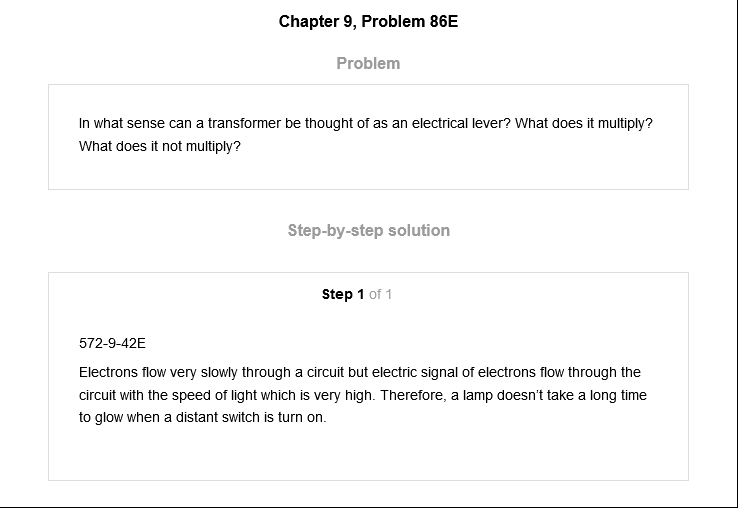 Chapter 9, Problem 86E
Problem
In what sense can a transformer be thought of as an electrical lever? What does it multiply?
What does it not multiply?
Step-by-step solution
Step 1 of 1
572-9-42E
Electrons flow very slowly through a circuit but electric signal of electrons flow through the
circuit with the speed of light which is very high. Therefore, a lamp doesn’t take a long time
to glow when a distant switch is turn on.